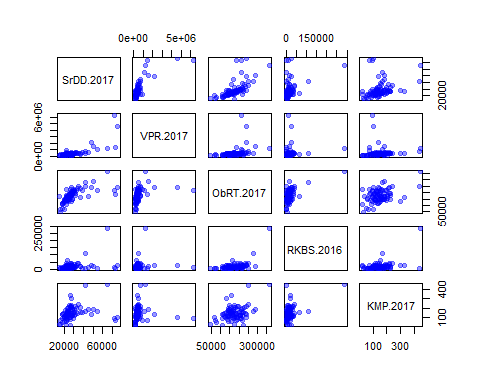 0e+00 5e+06 0 150000
SrDD.2017
20000
0e+00 6e+06
VPR.2017
ObRT.2017
50000
0 250000
RKBS.2016
KMP.2017
100 400
20000 60000 50000 300000 100 300